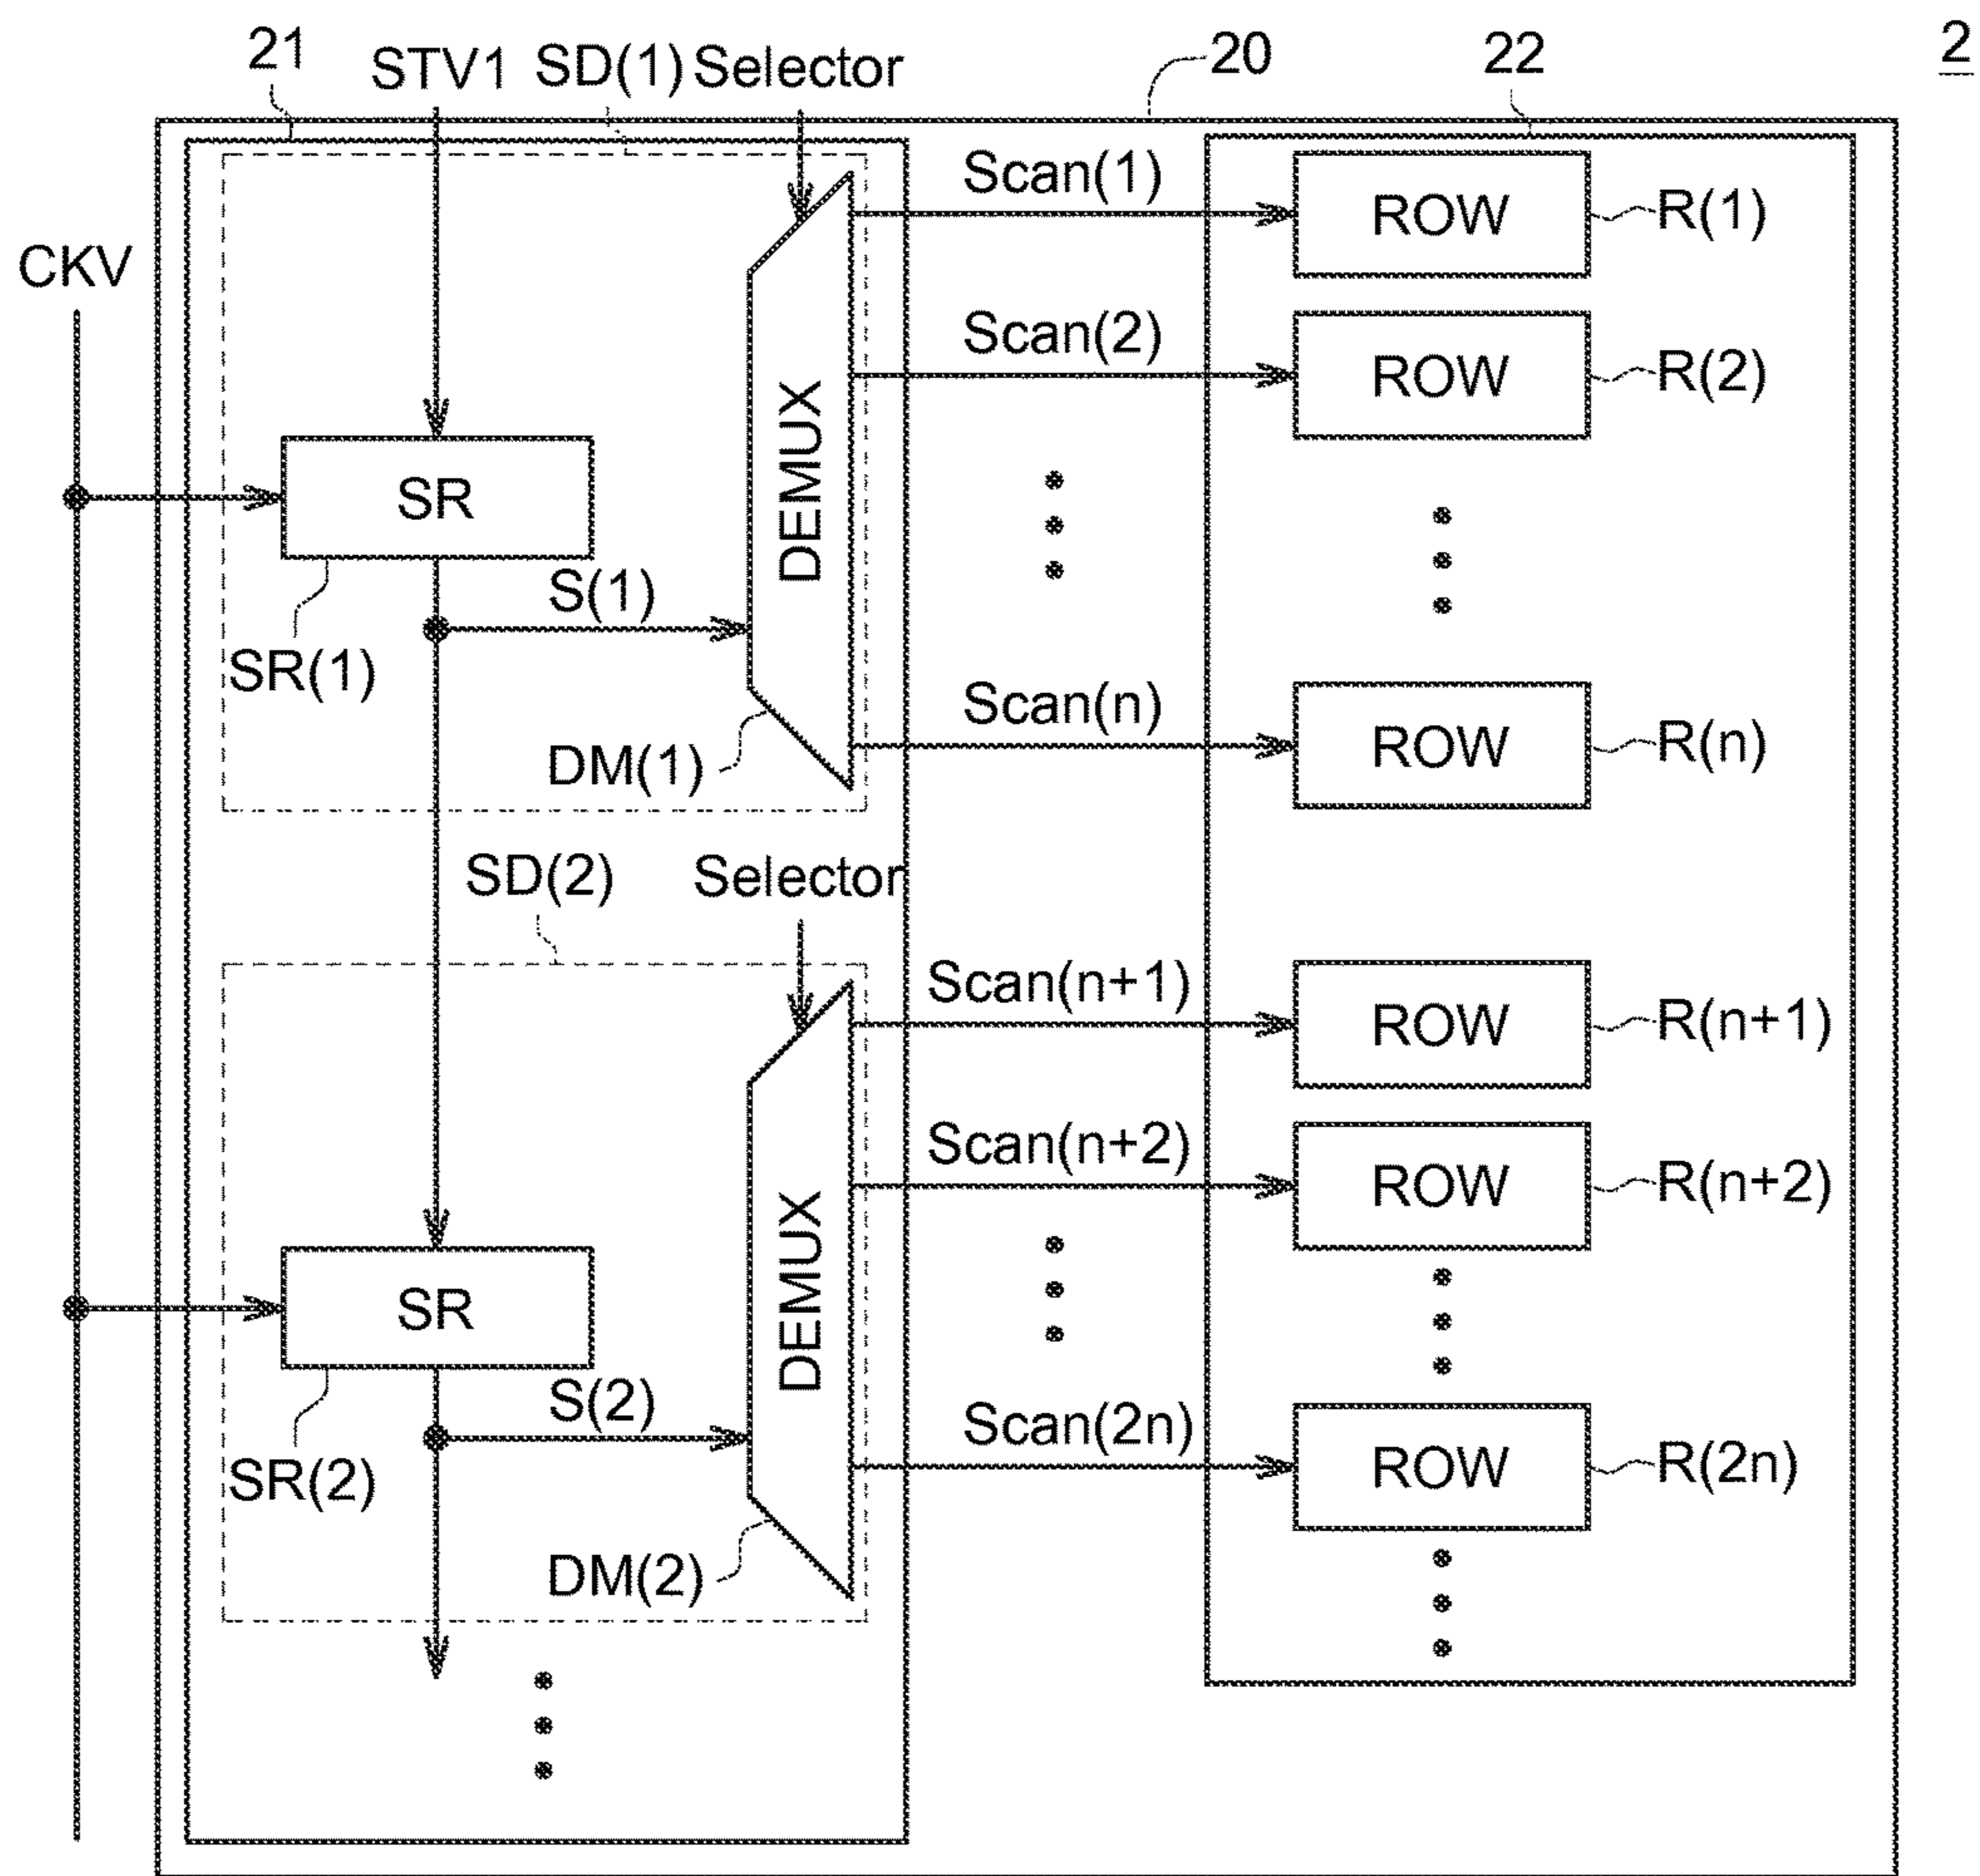 2
21
STV1
SD(1)
Selector
20
22
CKV
Scan(1)
ROW
R(1)
Scan(2)
ROW
R(2)
DEMUX
SR
S(1)
SR(1)
DM(1)
Scan(n)
ROW
R(n)
SD(2)
Selector
Scan(n+1)
ROW
R(n+1)
Scan(n+2)
ROW
R(n+2)
DEMUX
SR
S(2)
SR(2)
DM(2)
Scan(2n)
ROW
R(2n)